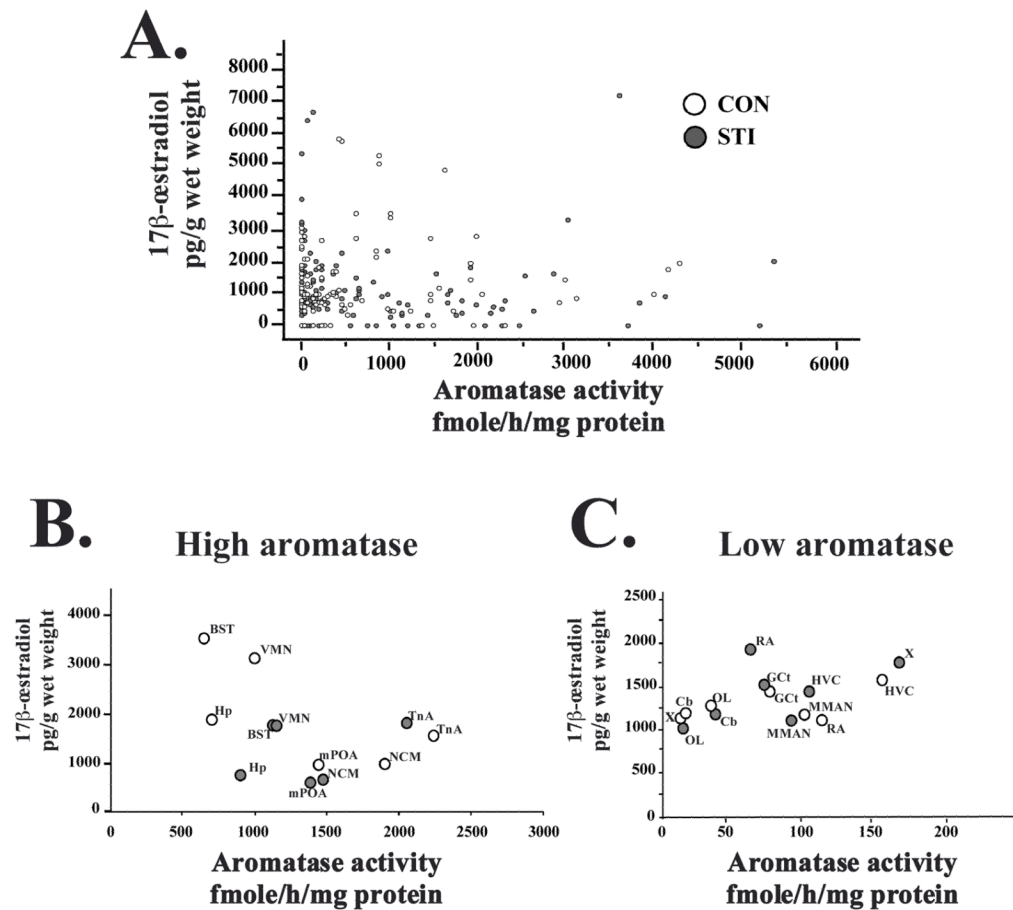 A.
17β-œstradiol
pg/g wet weight
8000
7000
6000
5000
4000
3000
2000
1000
0
CON
STI
0 1000 2000 3000 4000 5000 6000
Aromatase activity
fmole/h/mg protein
B.
High aromatase
17β-œstradiol
pg/g wet weight
4000
3000
2000
1000
0
BST
VMN
Hp
VMN
BST
TnA
TnA
Hp
mPOA
NCM
NCM
mPOA
0 500 1000 1500 2000 2500 3000
Aromatase activity
fmole/h/mg protein
C.
Low aromatase
17β-œstradiol
pg/g wet weight
2500
2000
1500
1000
500
0
RA
X
GCt
HVC
GCt
HVC
Cb
OL
MMAN
X
Cb
OL
MMAN
RA
0 50 100 150 200
Aromatase activity
fmole/h/mg protein